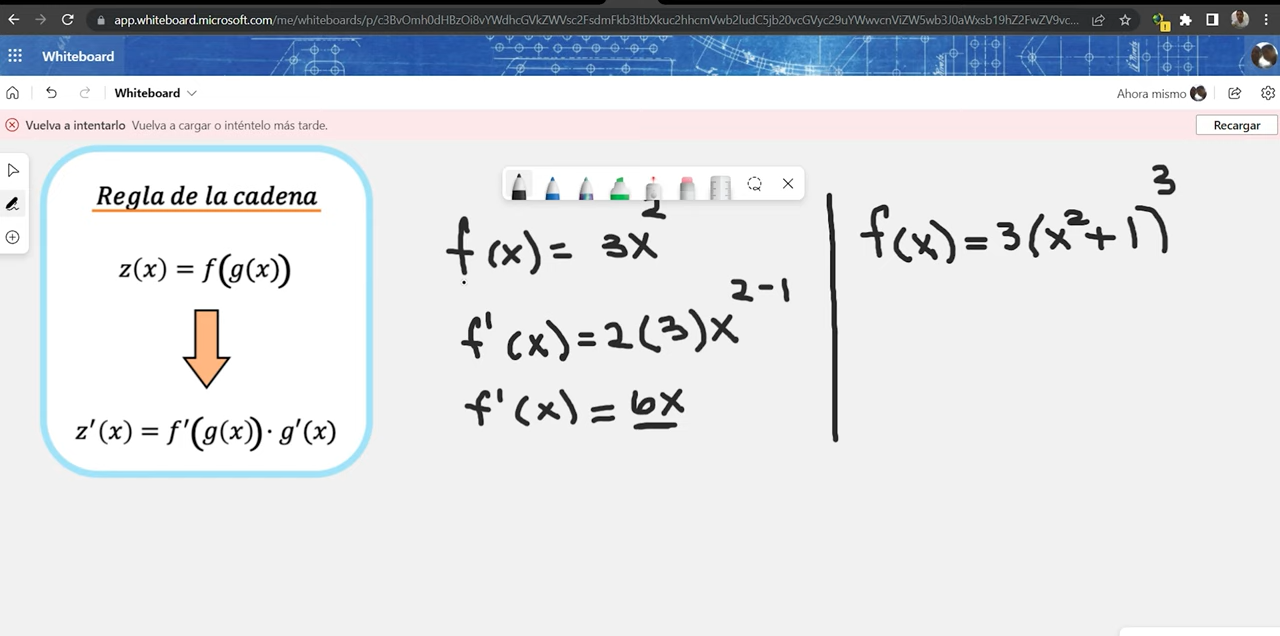 app.whiteboard.microsoft.com/me/whiteboards/p/c3BvOmh0dHBzOi8vYWdhcGVkZWVsc2FsdmFkb3ItbXkuc2hhcmVwb2ludC5jb20vcGVyc29uYWwvcnViZW5wb3J0aWxsb19hZ2FwZV9vc...
Whiteboard
Whiteboard
Ahora mismo
Vuelva a intentarlo Vuelva a cargar o inténtelo más tarde.
Recargar
Regla de la cadena
z(x) = f(g(x))
z'(x) = f'(g(x)) · g'(x)
f(x) = 3x²
f'(x) = 2(3)x²⁻¹
f'(x) = 6x
f(x) = 3(x²+1)³